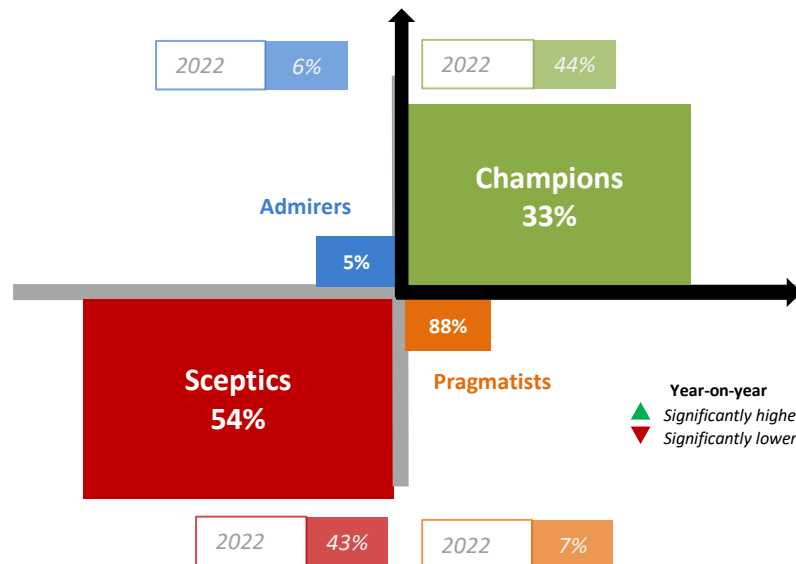 2022 6%
2022 44%
Champions
33%
Admirers
5%
88%
Sceptics
54%
Pragmatists
Year-on-year
Significantly higher
Significantly lower
2022 43%
2022 7%